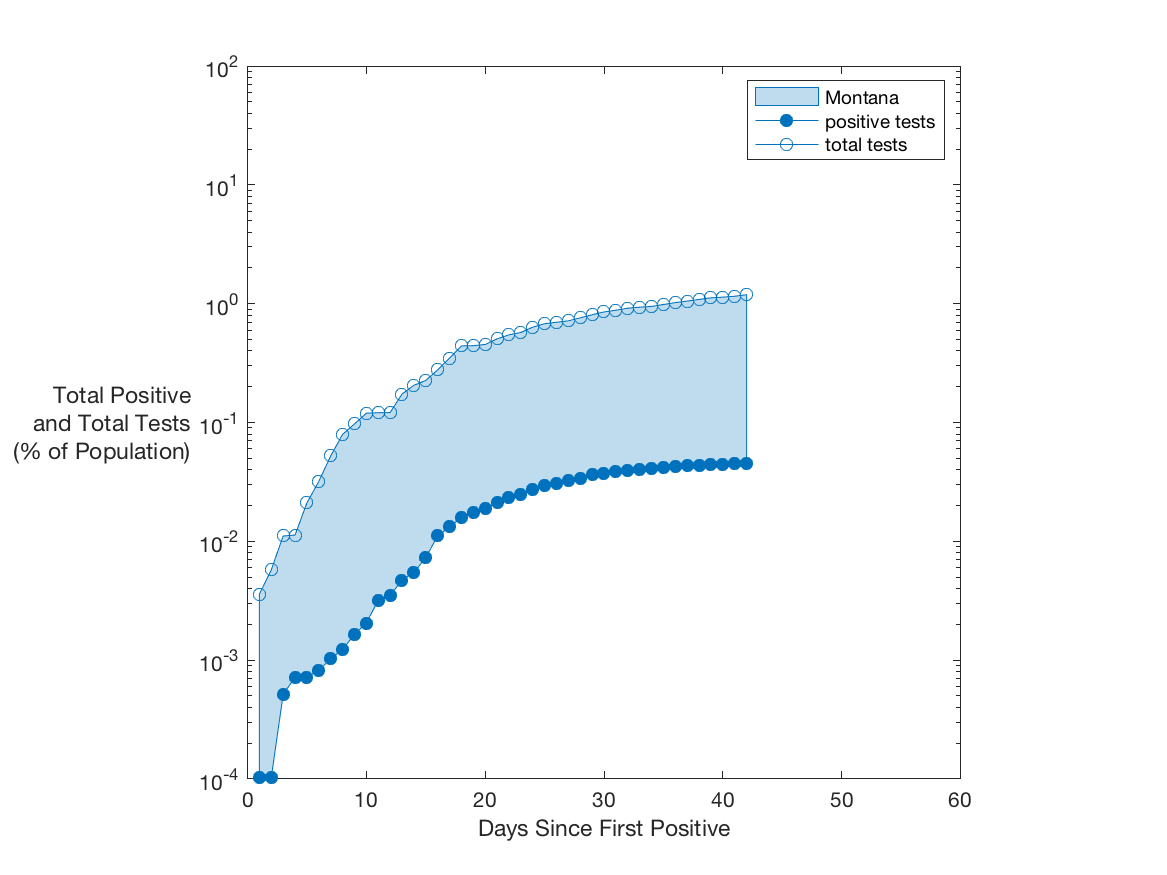 10^2
10^1
10^0
10^-1
10^-2
10^-3
10^-4
Total Positive
and Total Tests
(% of Population)
Montana
positive tests
total tests
0 10 20 30 40 50 60
Days Since First Positive